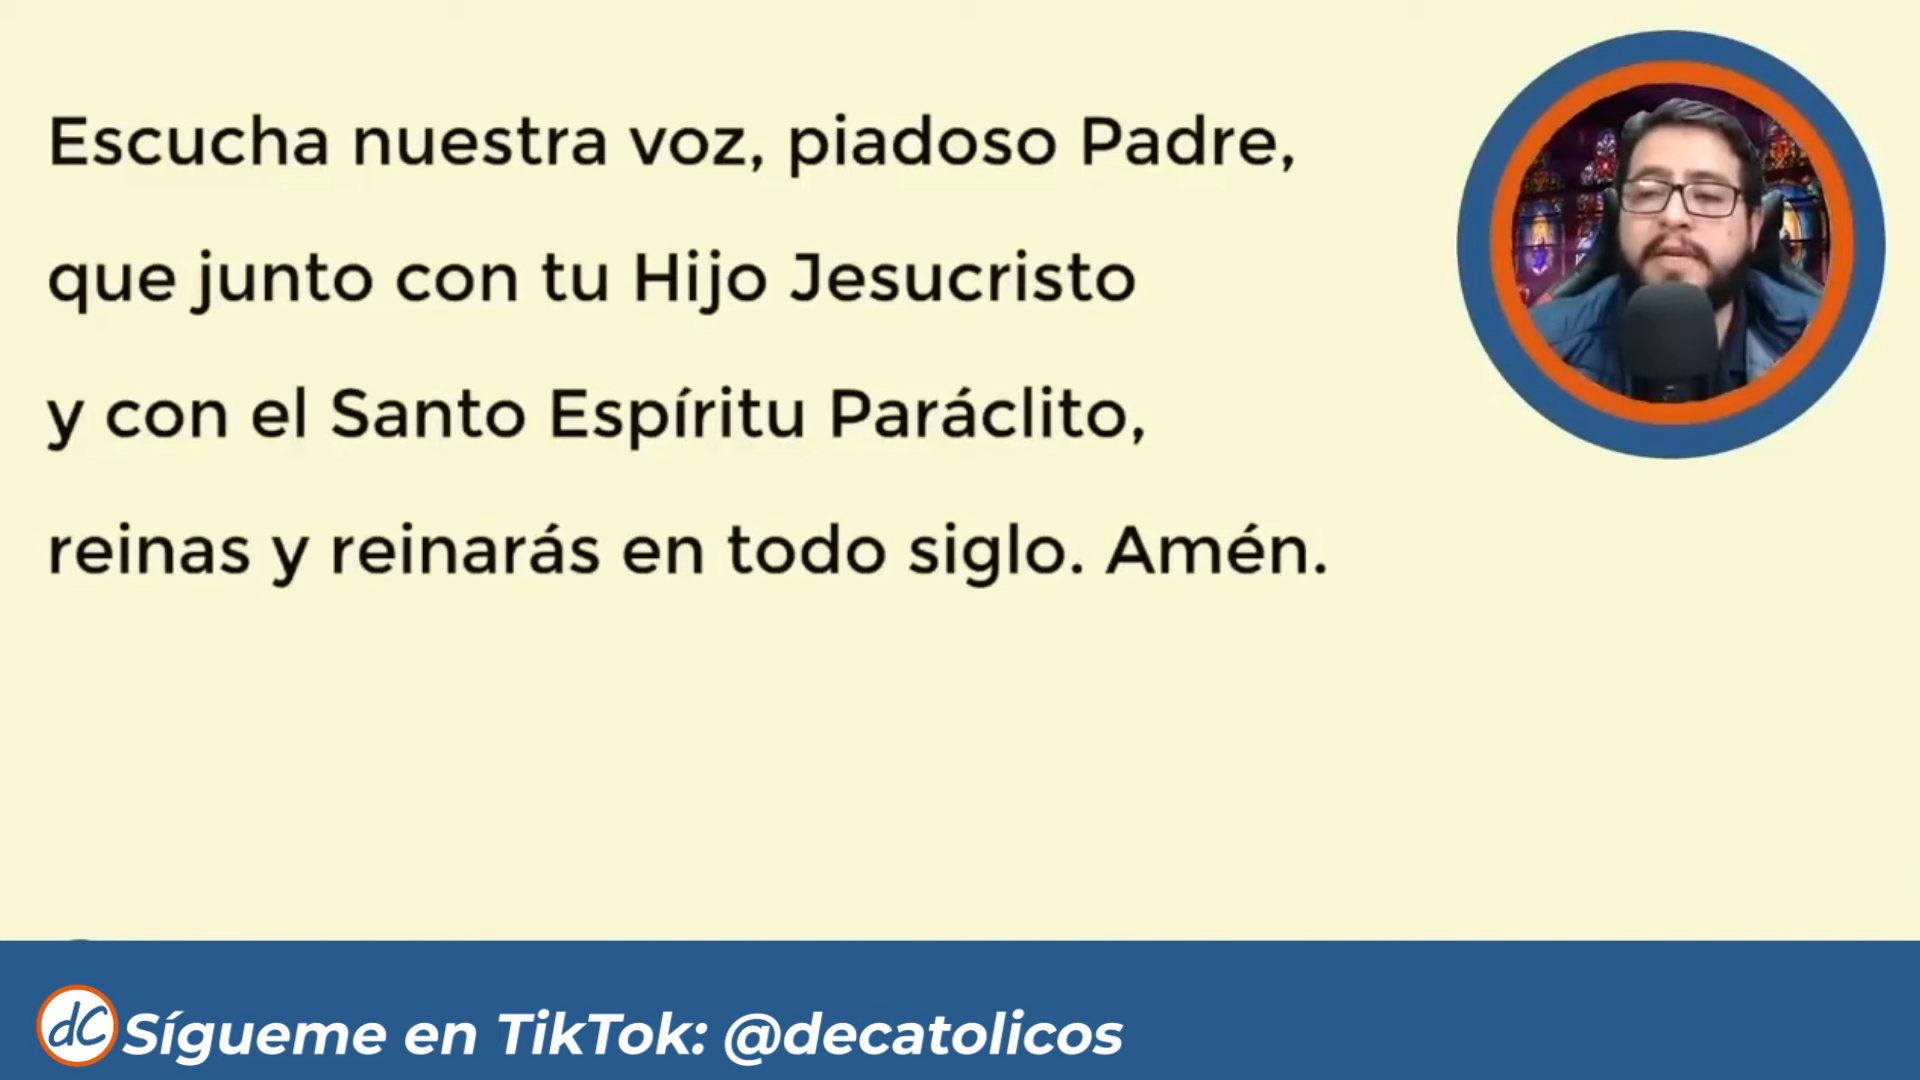 Escucha nuestra voz, piadoso Padre,
que junto con tu Hijo Jesucristo
y con el Santo Espíritu Paráclito,
reinas y reinarás en todo siglo. Amén.
dC Sígueme en TikTok: @decatolicos